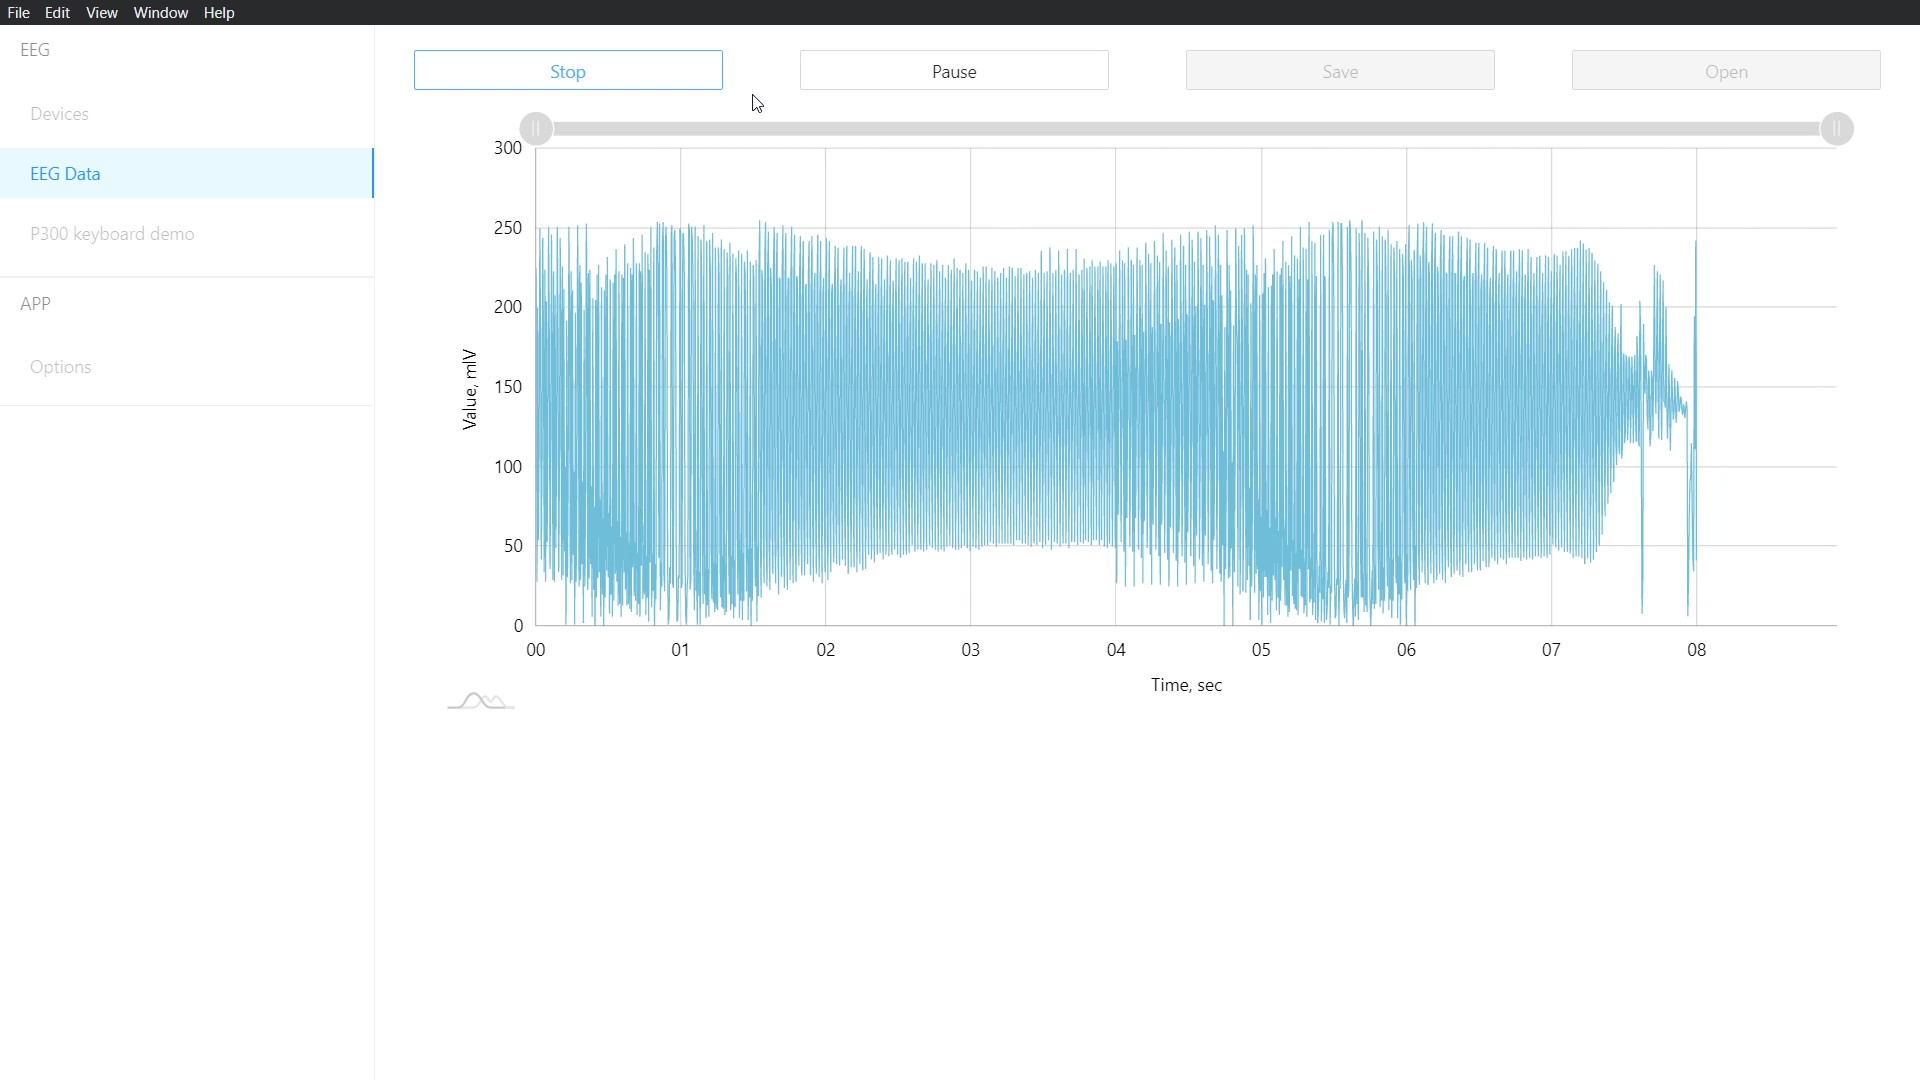 File Edit View Window Help
EEG
Devices
EEG Data
P300 keyboard demo
APP
Options
Stop Pause Save Open
300
250
200
150
100
50
0
Value, mlV
00 01 02 03 04 05 06 07 08
Time, sec